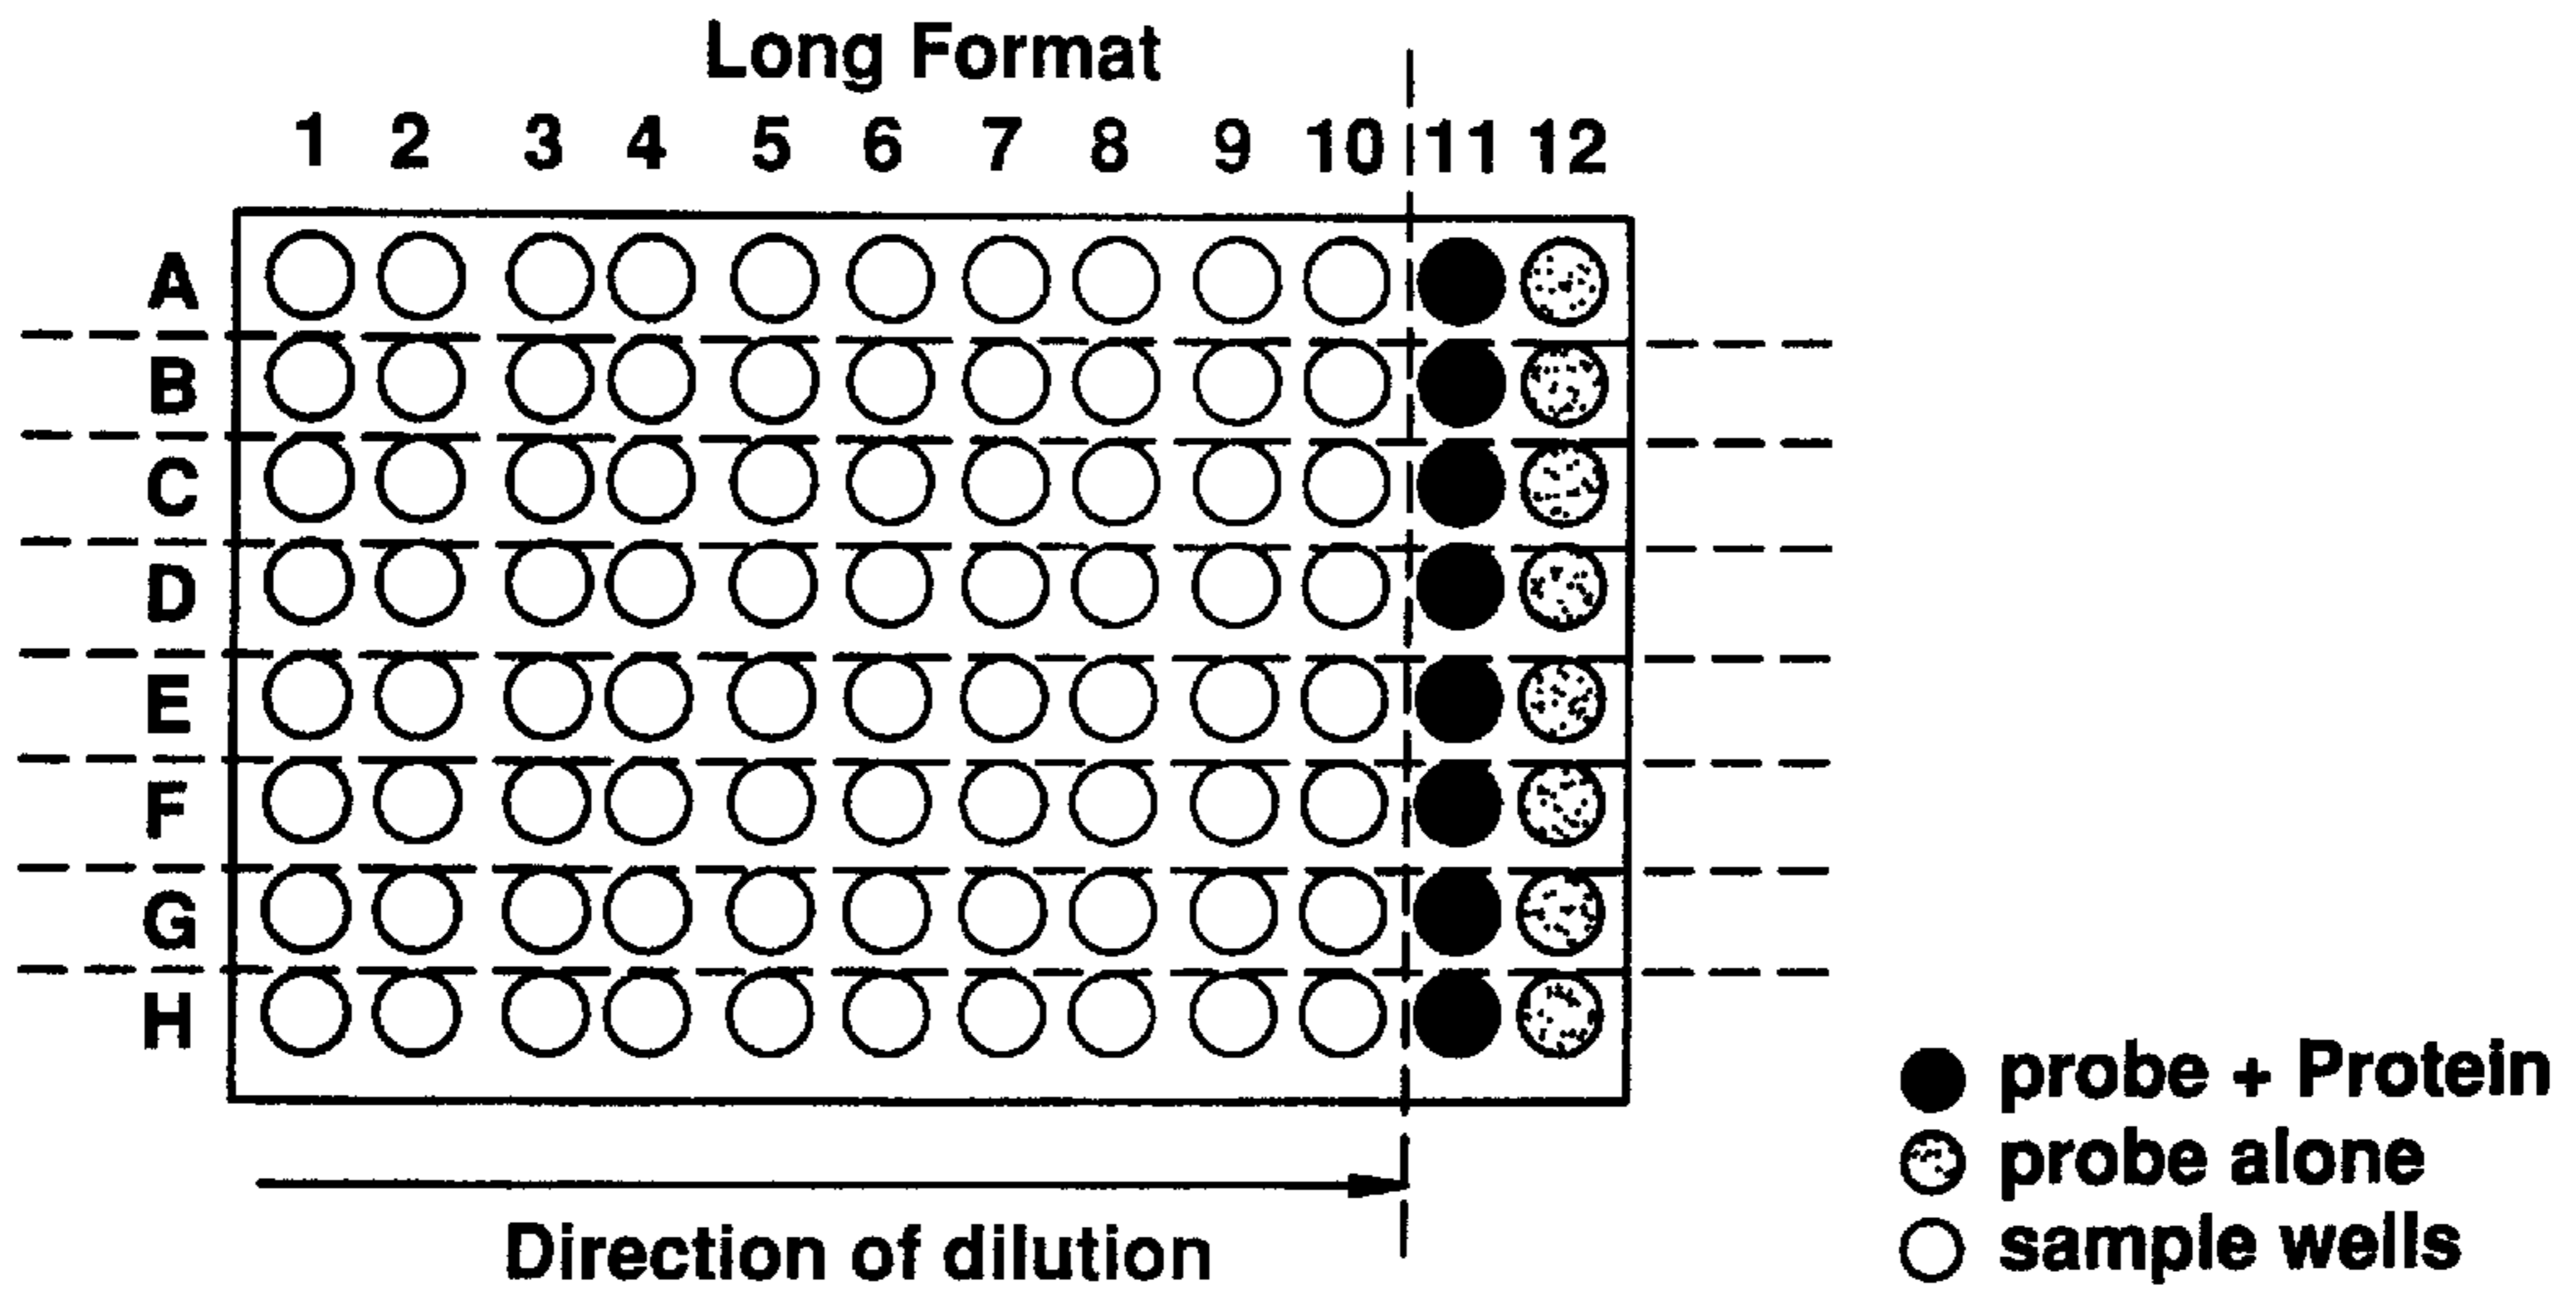 Long Format
1 2 3 4 5 6 7 8 9 10 11 12
A
B
C
D
E
F
G
H
probe + Protein
probe alone
sample wells
Direction of dilution